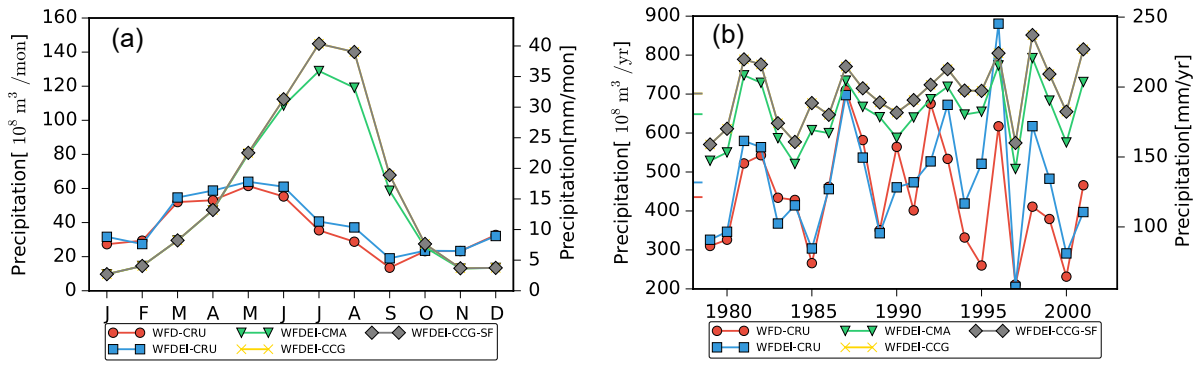 (a)
Precipitation[ 10⁸ m³ /mon]
160
140
120
100
80
60
40
20
0
J F M A M J J A S O N D
40
35
30
25
20
15
10
5
0
Precipitation[mm/mon]
WFD-CRU WFDEI-CMA WFDEI-CCG-SF
WFDEI-CRU WFDEI-CCG
(b)
Precipitation[ 10⁸ m³ /yr]
900
800
700
600
500
400
300
200
1980 1985 1990 1995 2000
250
200
150
100
Precipitation[mm/yr]
WFD-CRU WFDEI-CMA WFDEI-CCG-SF
WFDEI-CRU WFDEI-CCG